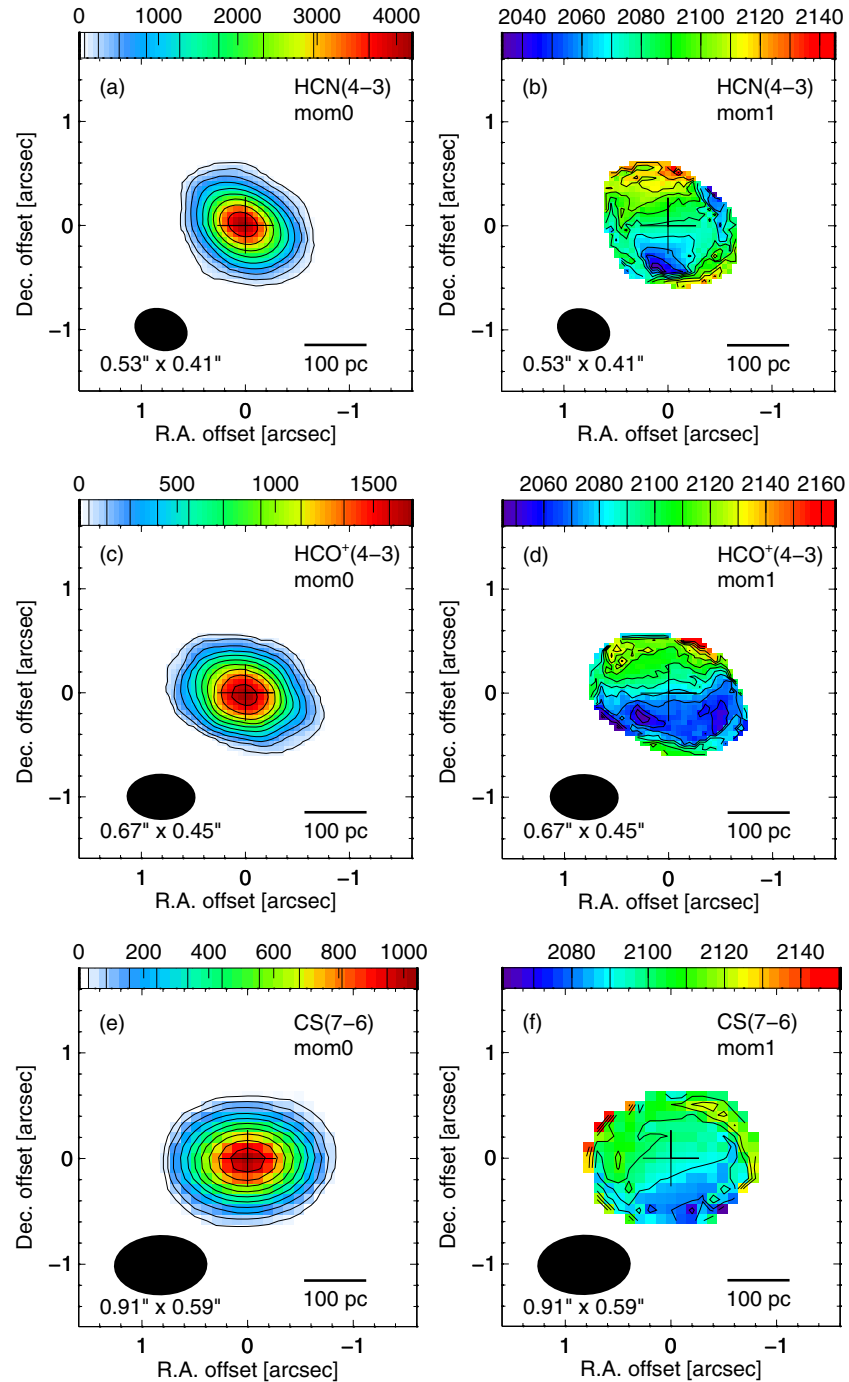 0 1000 2000 3000 4000
(a) HCN(4−3)
mom0
Dec. offset [arcsec]
1
0
−1
0.53" x 0.41"
100 pc
1 0 −1
R.A. offset [arcsec]
2040 2060 2080 2100 2120 2140
(b) HCN(4−3)
mom1
Dec. offset [arcsec]
1
0
−1
0.53" x 0.41"
100 pc
1 0 −1
R.A. offset [arcsec]
0 500 1000 1500
(c) HCO+(4−3)
mom0
Dec. offset [arcsec]
1
0
−1
0.67" x 0.45"
100 pc
1 0 −1
R.A. offset [arcsec]
2060 2080 2100 2120 2140 2160
(d) HCO+(4−3)
mom1
Dec. offset [arcsec]
1
0
−1
0.67" x 0.45"
100 pc
1 0 −1
R.A. offset [arcsec]
0 200 400 600 800 1000
(e) CS(7−6)
mom0
Dec. offset [arcsec]
1
0
−1
0.91" x 0.59"
100 pc
1 0 −1
R.A. offset [arcsec]
2080 2100 2120 2140
(f) CS(7−6)
mom1
Dec. offset [arcsec]
1
0
−1
0.91" x 0.59"
100 pc
1 0 −1
R.A. offset [arcsec]